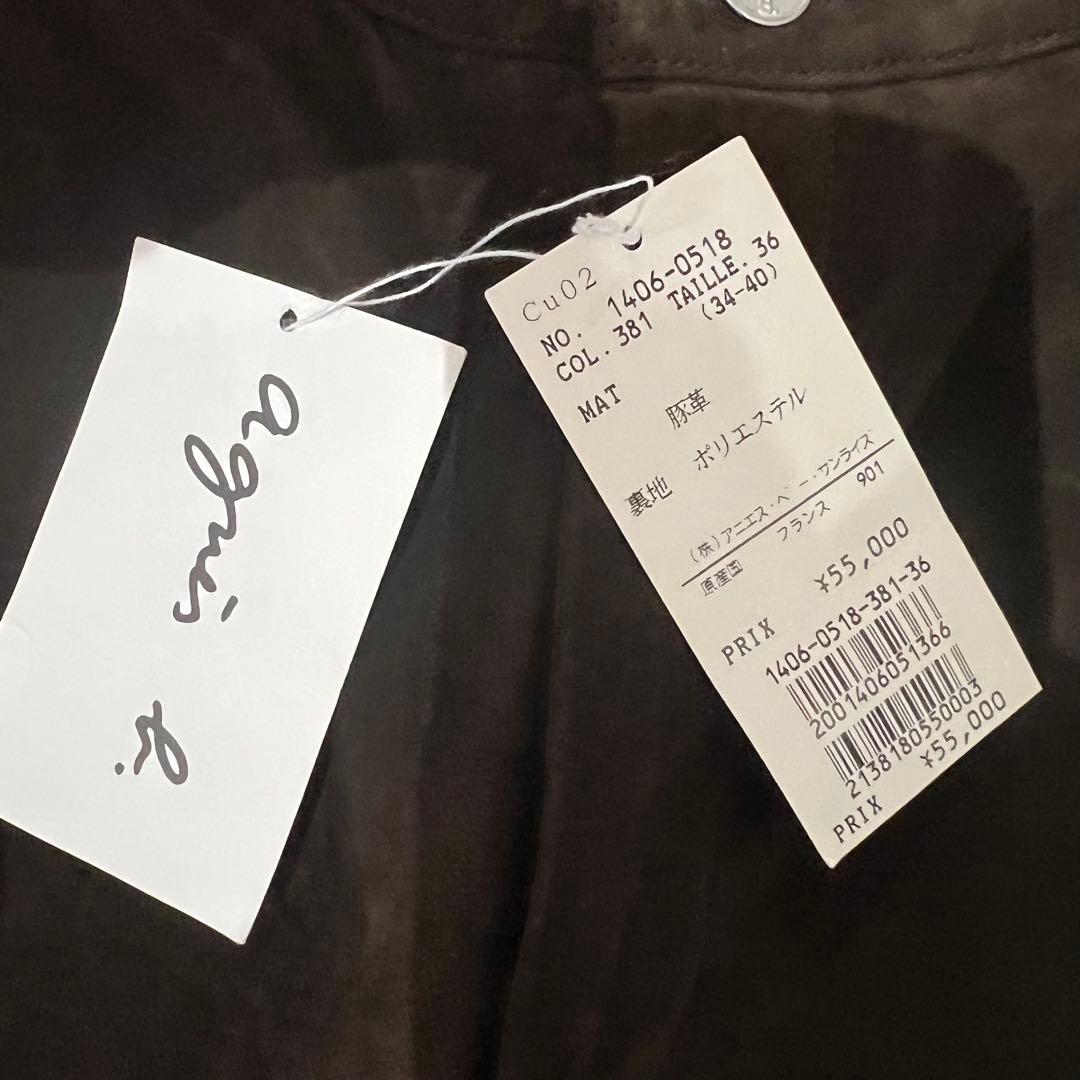 agnès b.
Cu02
NO. 1406-0518
COL. 381 TAILLE. 36
(34-40)
MAT
豚革
裏地 ポリエステル
(株)アニエス・ベー・サンライズ
原産国 フランス 901
PRIX ¥55,000
1406-0518-381-36
2001406051366
2138180550003
PRIX ¥55,000